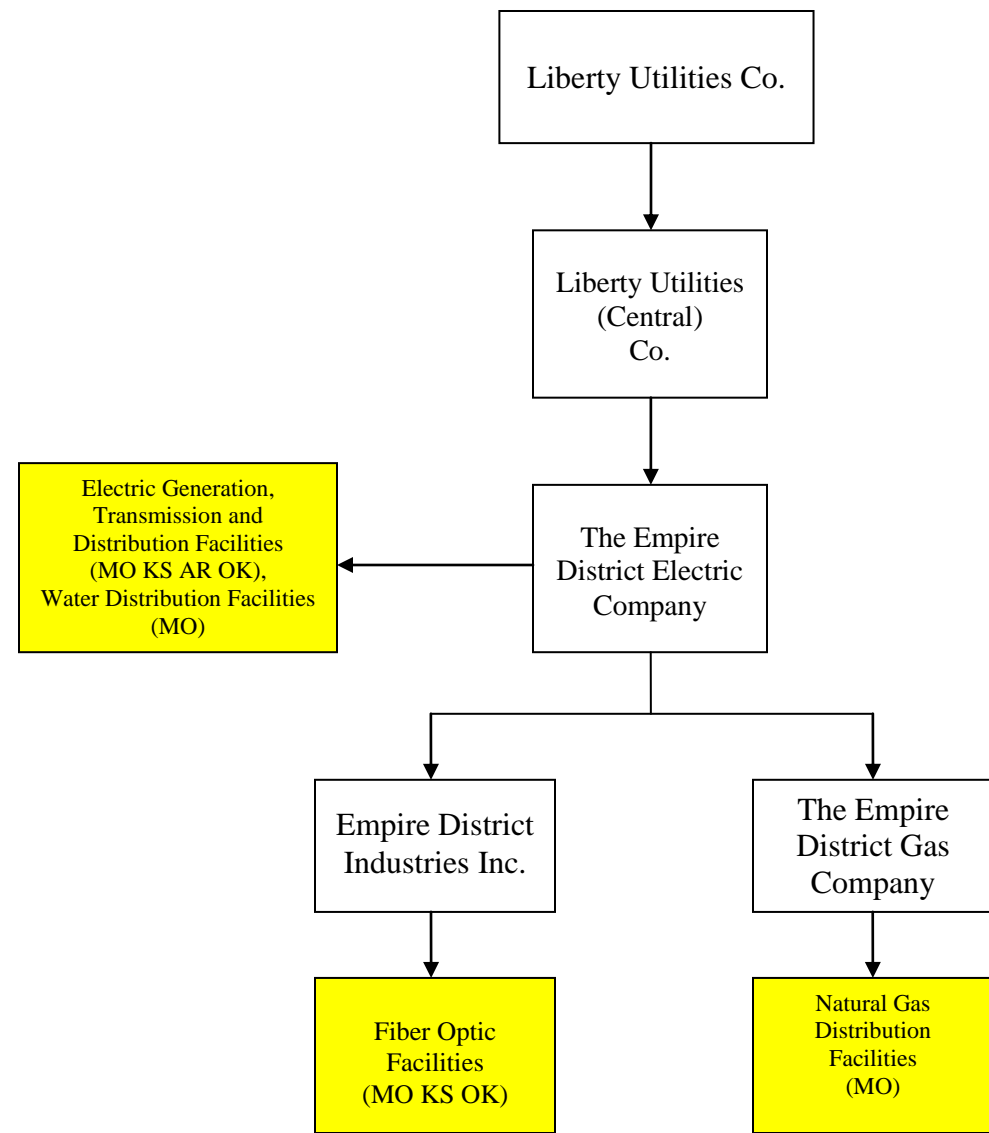 Liberty Utilities Co.
Liberty Utilities
(Central)
Co.
Electric Generation,
Transmission and
Distribution Facilities
(MO KS AR OK),
Water Distribution Facilities
(MO)
The Empire
District Electric
Company
Empire District
Industries Inc.
The Empire
District Gas
Company
Fiber Optic
Facilities
(MO KS OK)
Natural Gas
Distribution
Facilities
(MO)